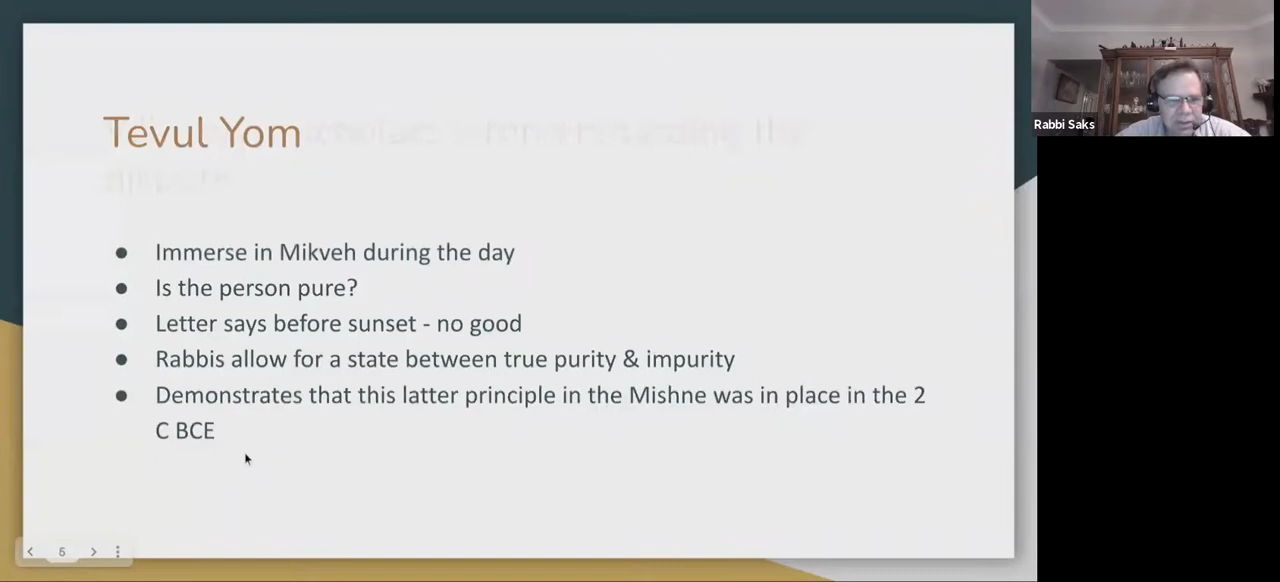 Tevul Yom
● Immerse in Mikveh during the day
● Is the person pure?
● Letter says before sunset - no good
● Rabbis allow for a state between true purity & impurity
● Demonstrates that this latter principle in the Mishne was in place in the 2
C BCE
Rabbi Saks